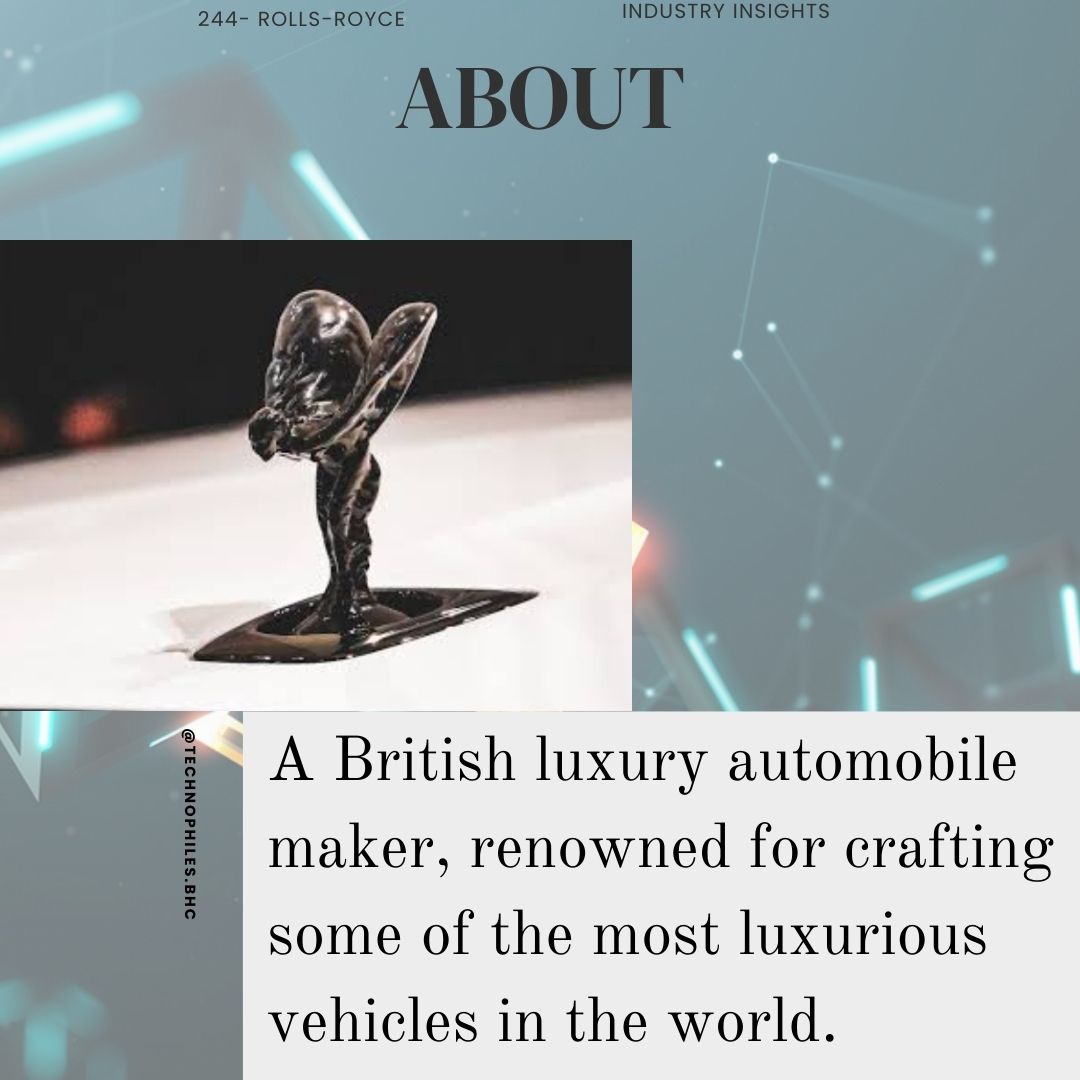 244- ROLLS-ROYCE
INDUSTRY INSIGHTS
ABOUT
@TECHNOPHILES.BHC
A British luxury automobile
maker, renowned for crafting
some of the most luxurious
vehicles in the world.